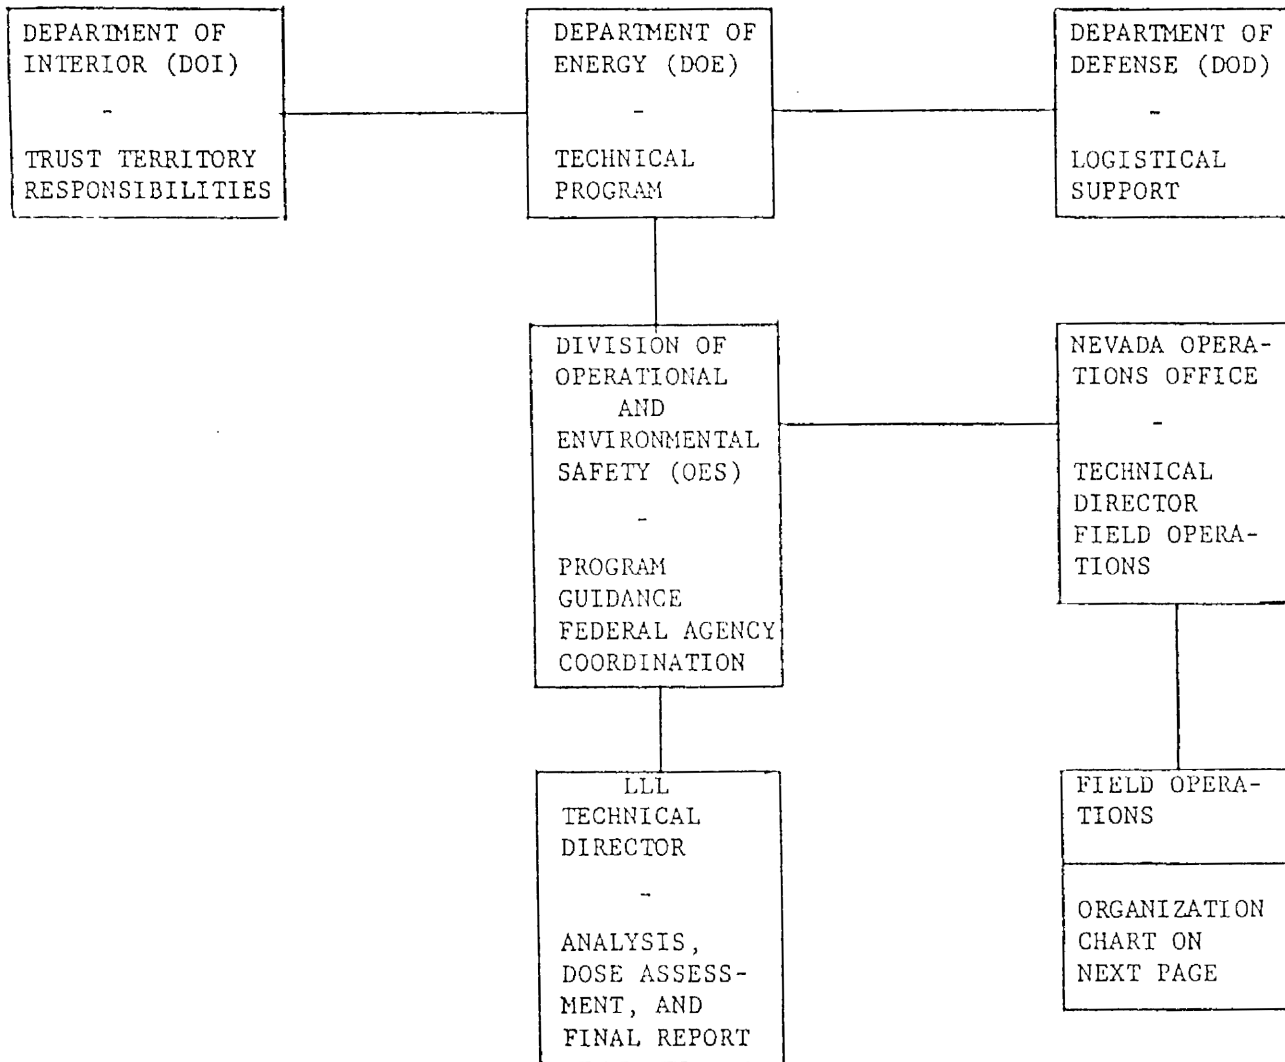 DEPARTMENT OF
INTERIOR (DOI)
-
TRUST TERRITORY
RESPONSIBILITIES
DEPARTMENT OF
ENERGY (DOE)
-
TECHNICAL
PROGRAM
DEPARTMENT OF
DEFENSE (DOD)
-
LOGISTICAL
SUPPORT
DIVISION OF
OPERATIONAL
AND
ENVIRONMENTAL
SAFETY (OES)
-
PROGRAM
GUIDANCE
FEDERAL AGENCY
COORDINATION
NEVADA OPERA-
TIONS OFFICE
-
TECHNICAL
DIRECTOR
FIELD OPERA-
TIONS
LLL
TECHNICAL
DIRECTOR
-
ANALYSIS,
DOSE ASSESS-
MENT, AND
FINAL REPORT
FIELD OPERA-
TIONS
ORGANIZATION
CHART ON
NEXT PAGE